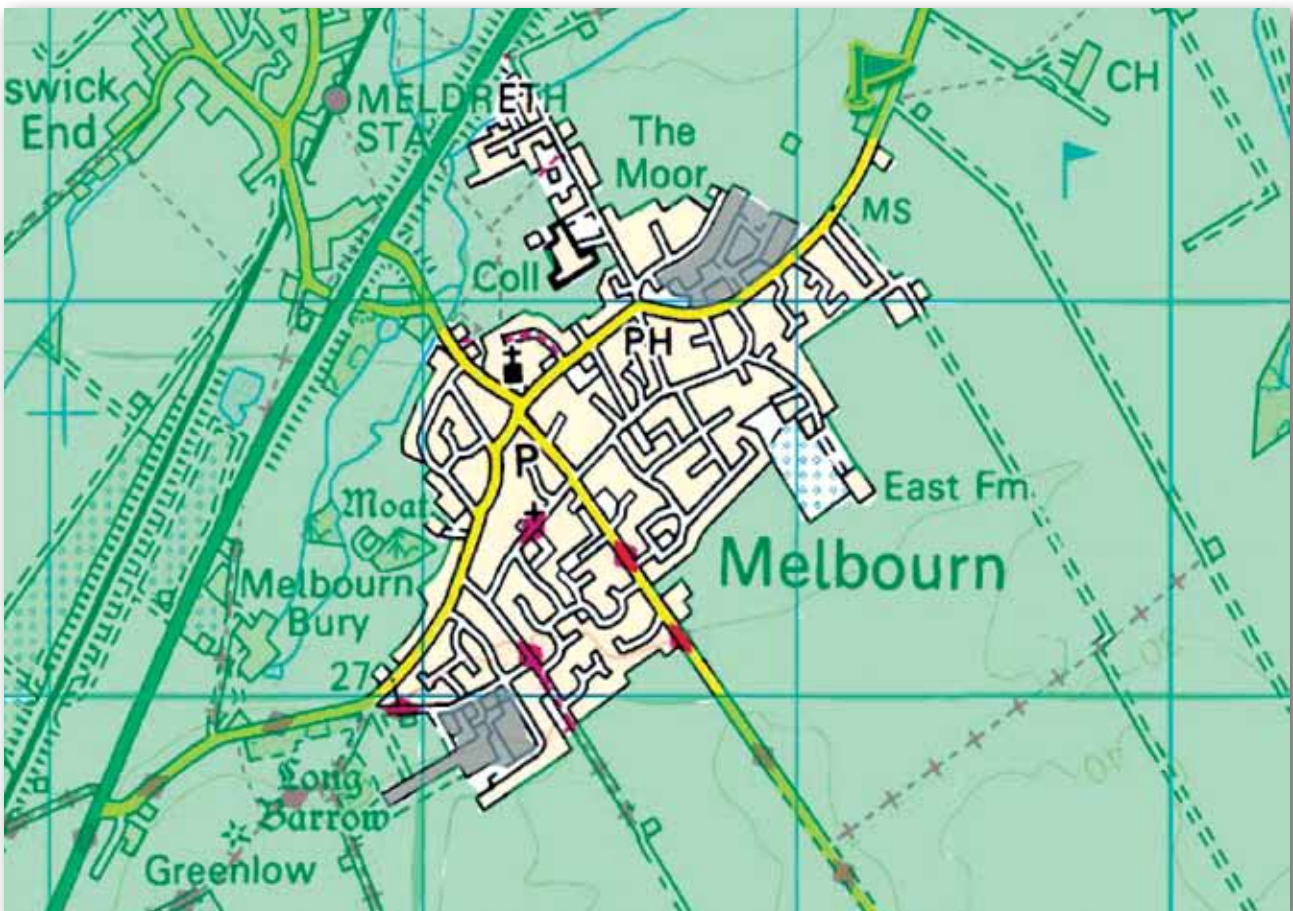 swick
End
MELDRETH
STA
The
Moor
CH
MS
Coll
PH
P
East Fm
Moat
Melbourn
Melbourn
Bury
27
Long
Barrow
Greenlow